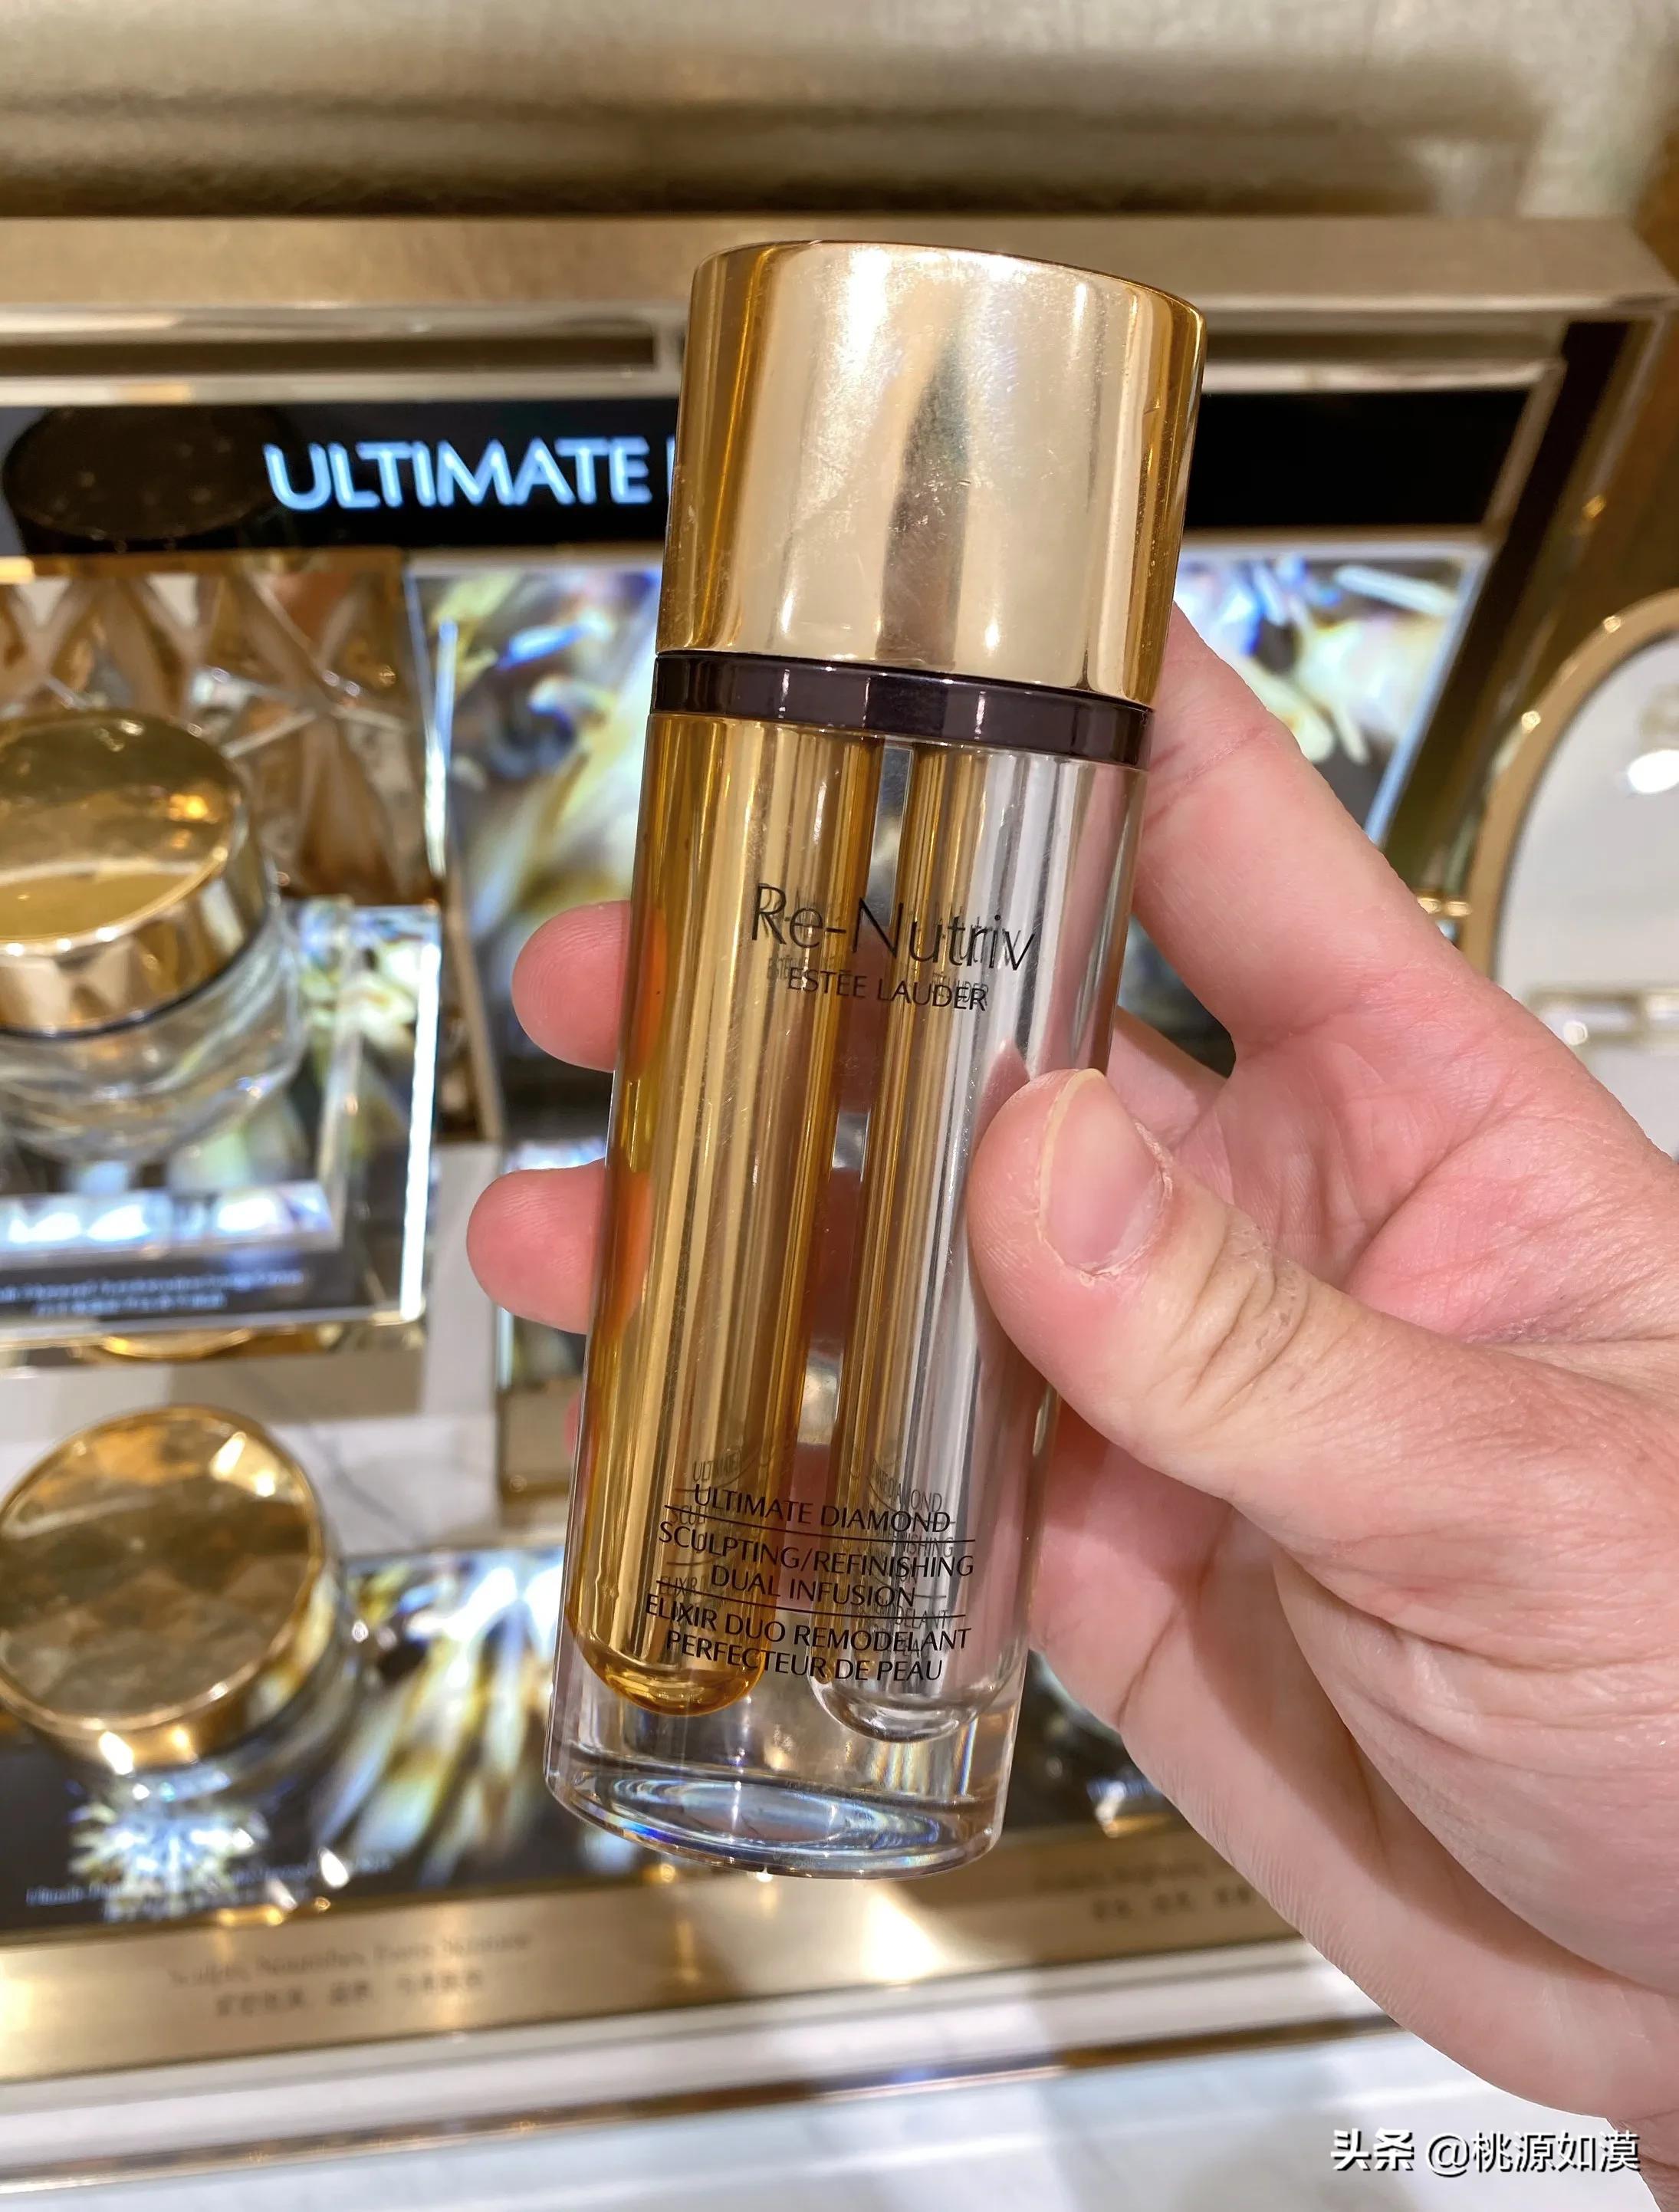 ULTIMATE
Re-Nutriv
ESTĒE LAUDER
ULTIMATE DIAMOND
SCULPTING/REFINISHING
DUAL INFUSION
ELIXIR DUO REMODELANT
PERFECTEUR DE PEAU
头条 @桃源如漠